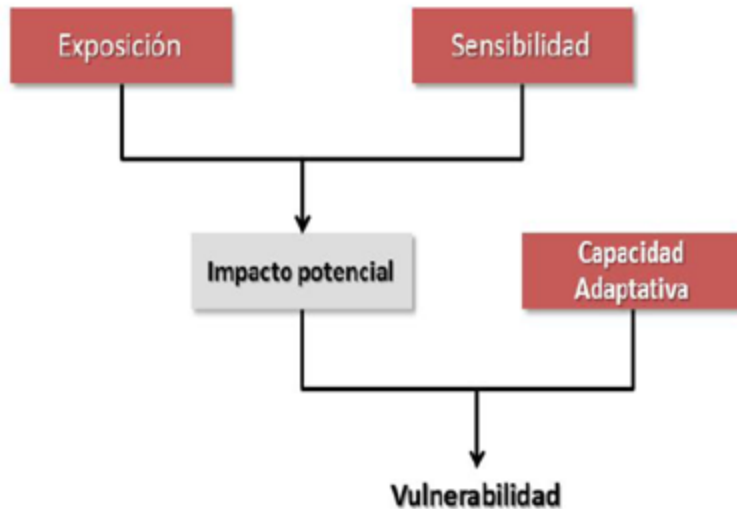 Exposición
Sensibilidad
Impacto potencial
Capacidad
Adaptativa
Vulnerabilidad